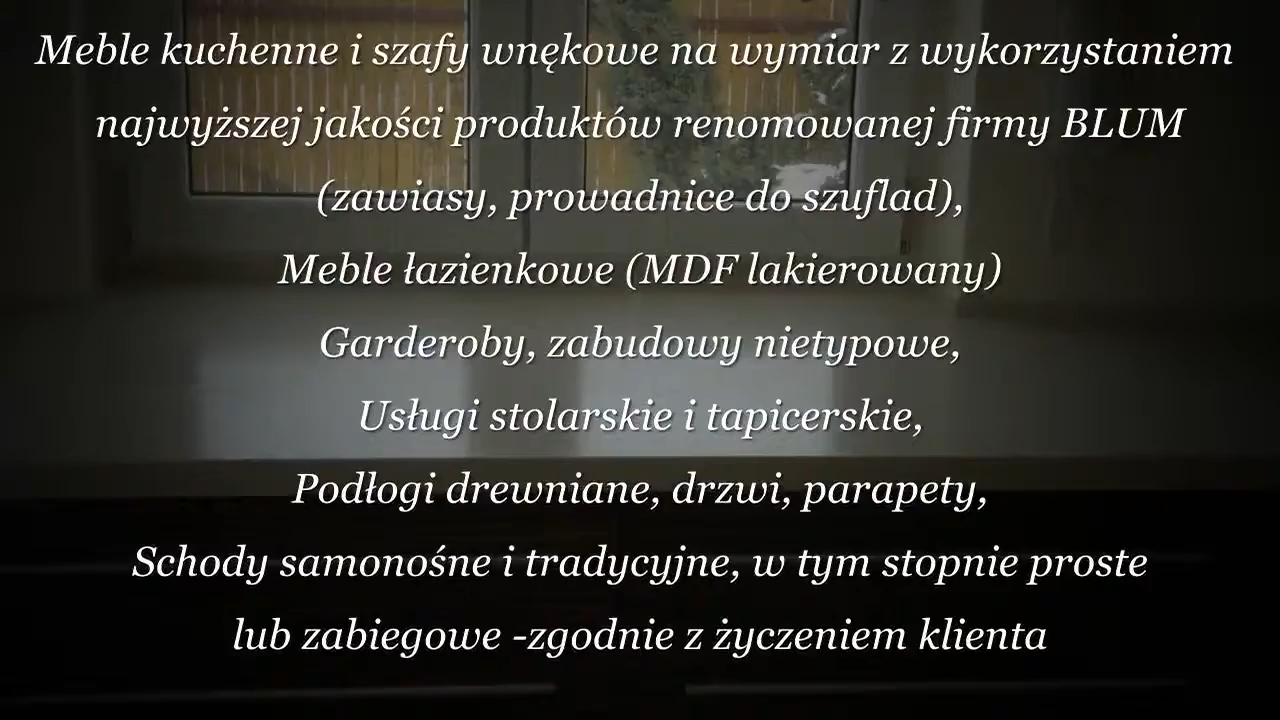 Meble kuchenne i szafy wnękowe na wymiar z wykorzystaniem
najwyższej jakości produktów renomowanej firmy BLUM
(zawiasy, prowadnice do szuflad),
Meble łazienkowe (MDF lakierowany)
Garderoby, zabudowy nietypowe,
Usługi stolarskie i tapicerskie,
Podłogi drewniane, drzwi, parapety,
Schody samonośne i tradycyjne, w tym stopnie proste
lub zabiegowe -zgodnie z życzeniem klienta